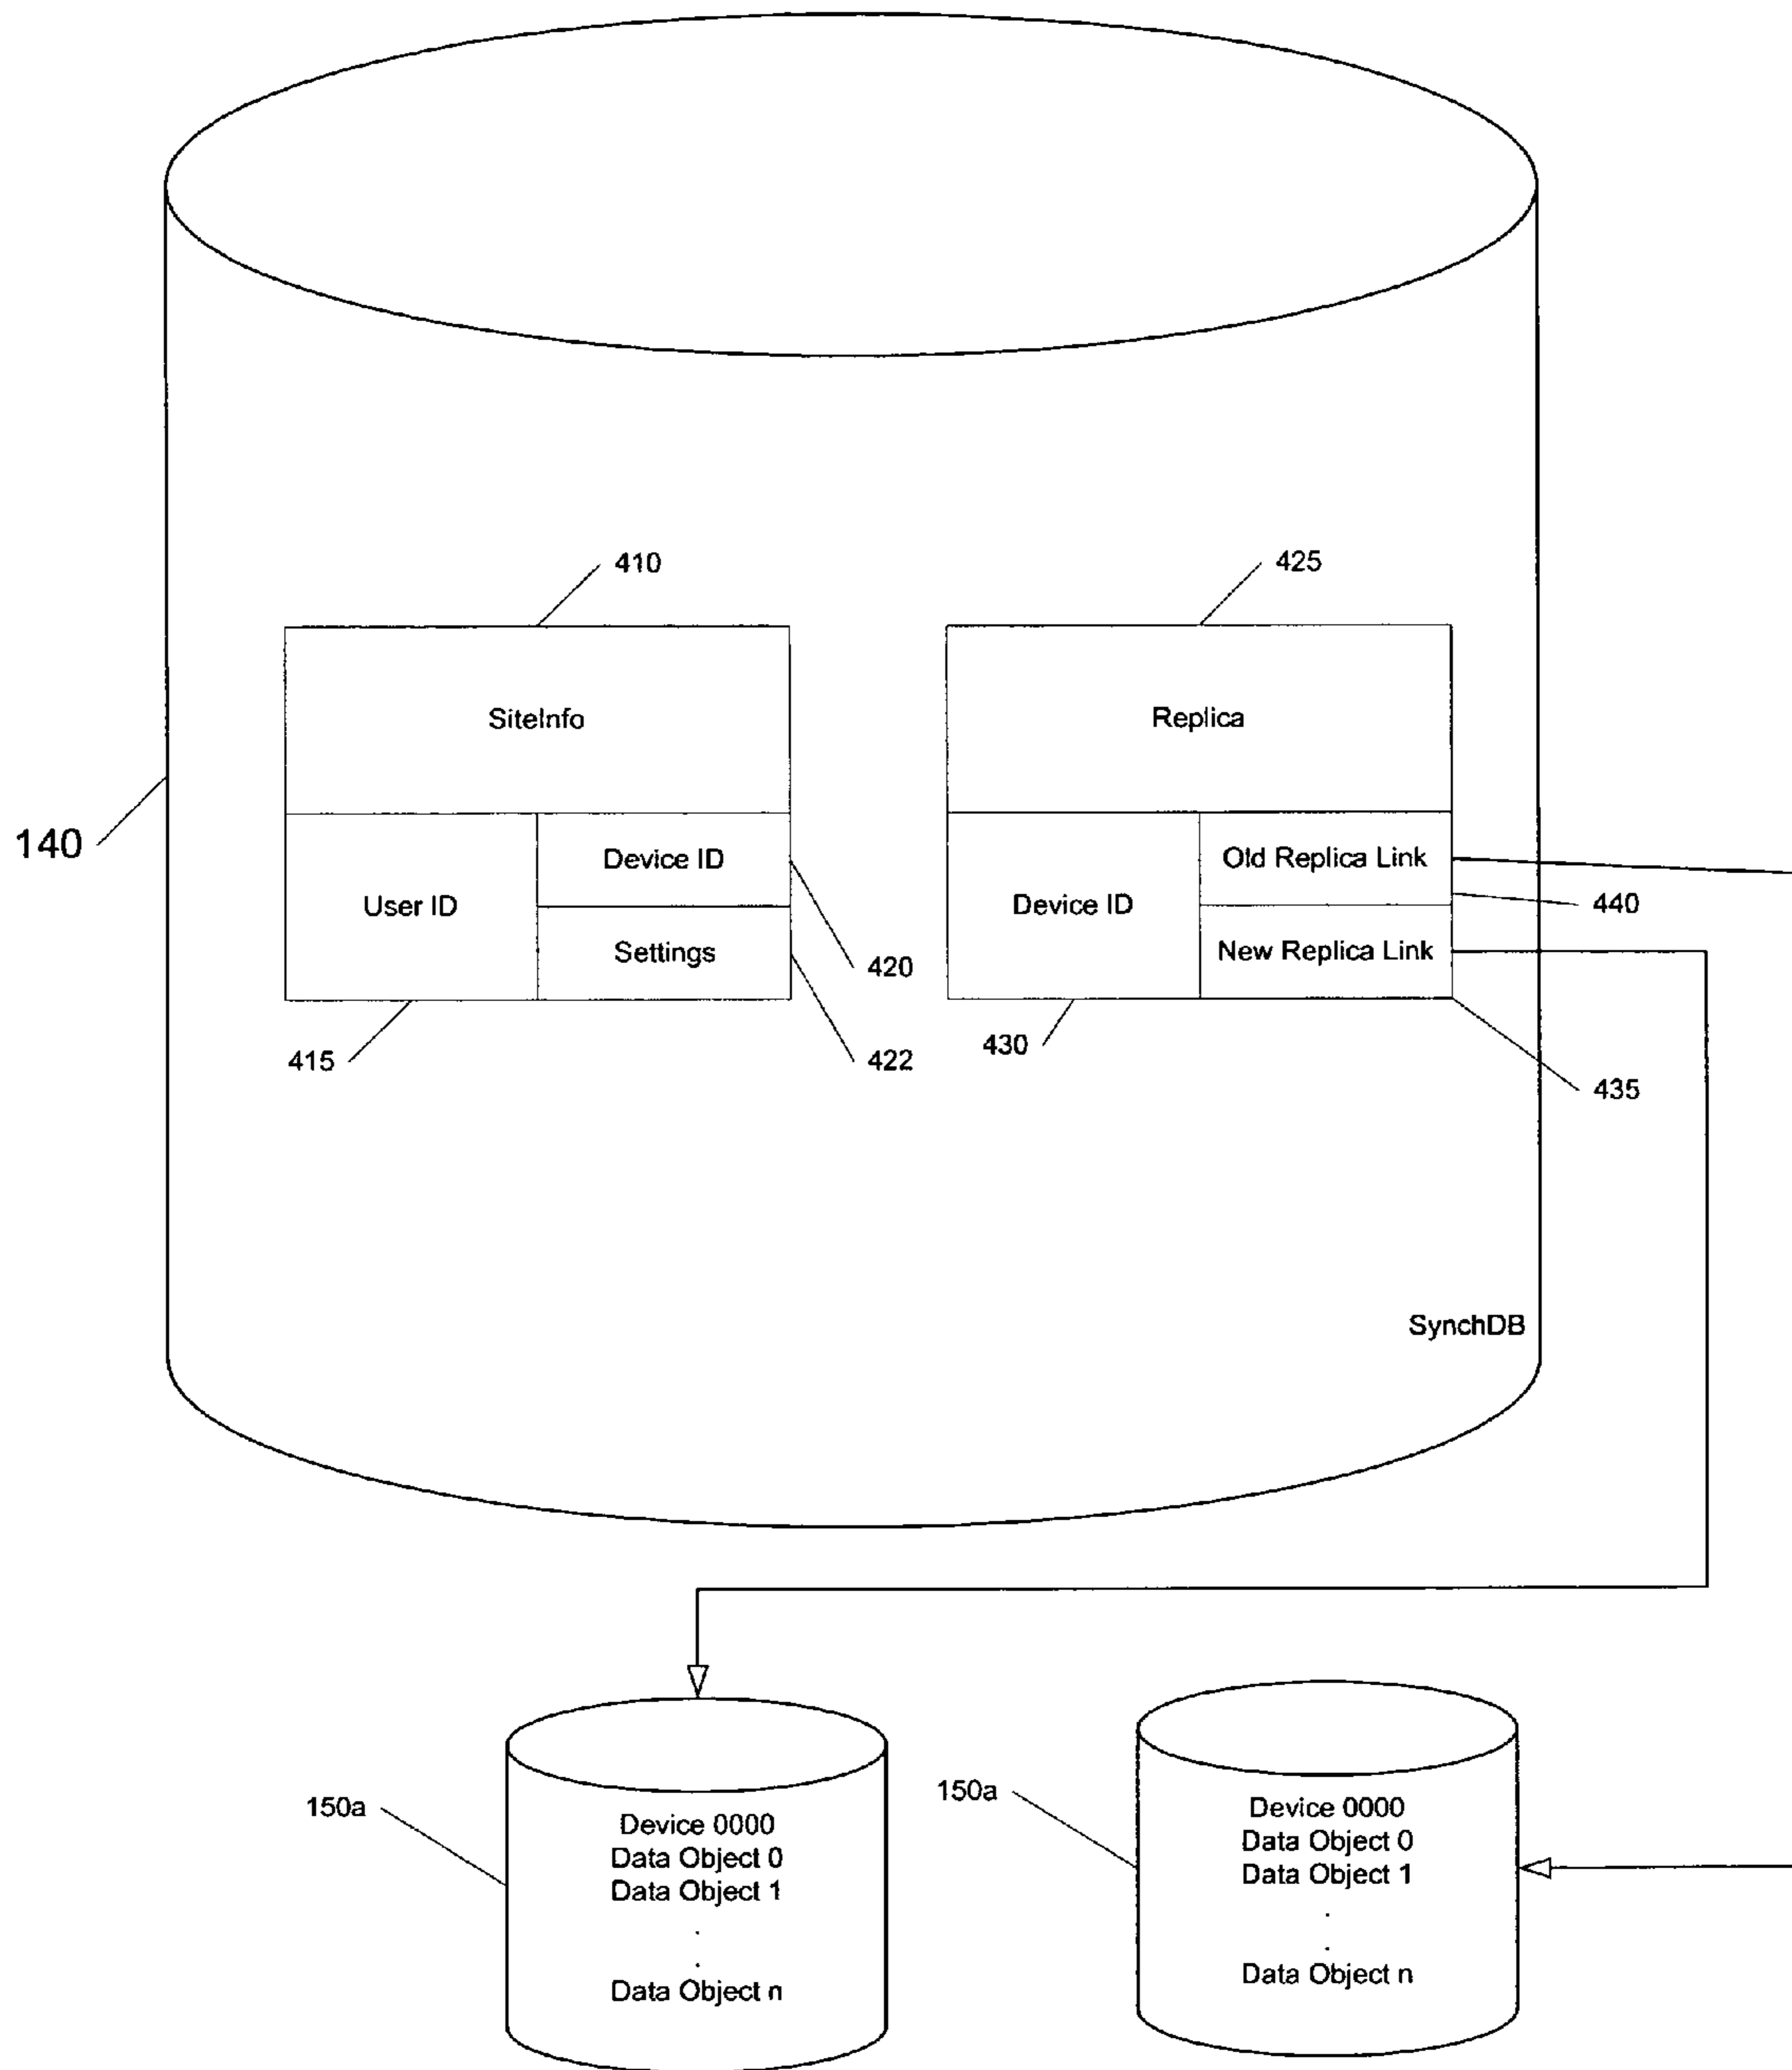 410
425
SiteInfo
Replica
140
Device ID
Old Replica Link
User ID
Device ID
440
Settings
420
New Replica Link
415
422
430
435
SynchDB
150a
150a
Device 0000
Data Object 0
Data Object 1
.
.
Data Object n
Device 0000
Data Object 0
Data Object 1
.
.
Data Object n